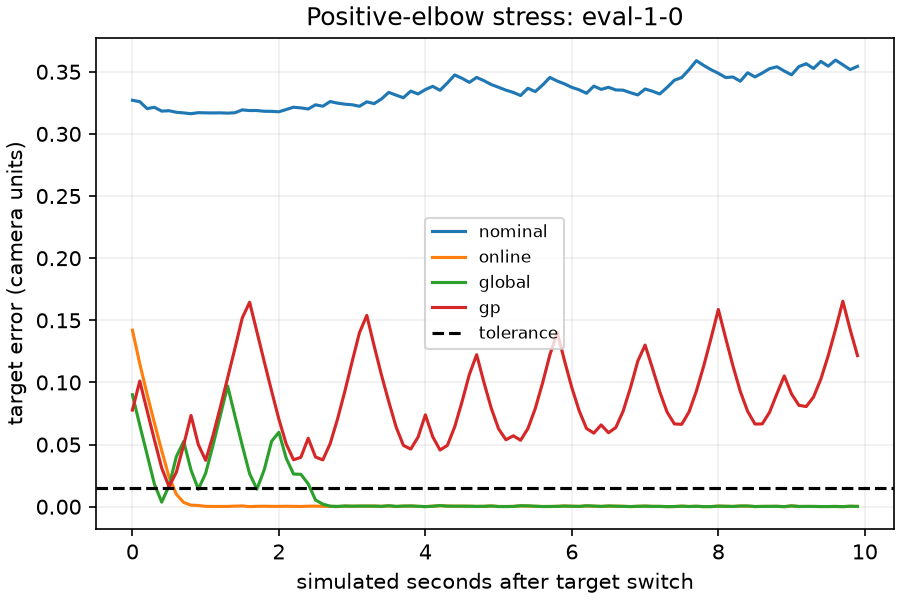 Positive-elbow stress: eval-1-0
target error (camera units)
0.35
0.30
0.25
0.20
0.15
0.10
0.05
0.00
nominal
online
global
gp
tolerance
0 2 4 6 8 10
simulated seconds after target switch